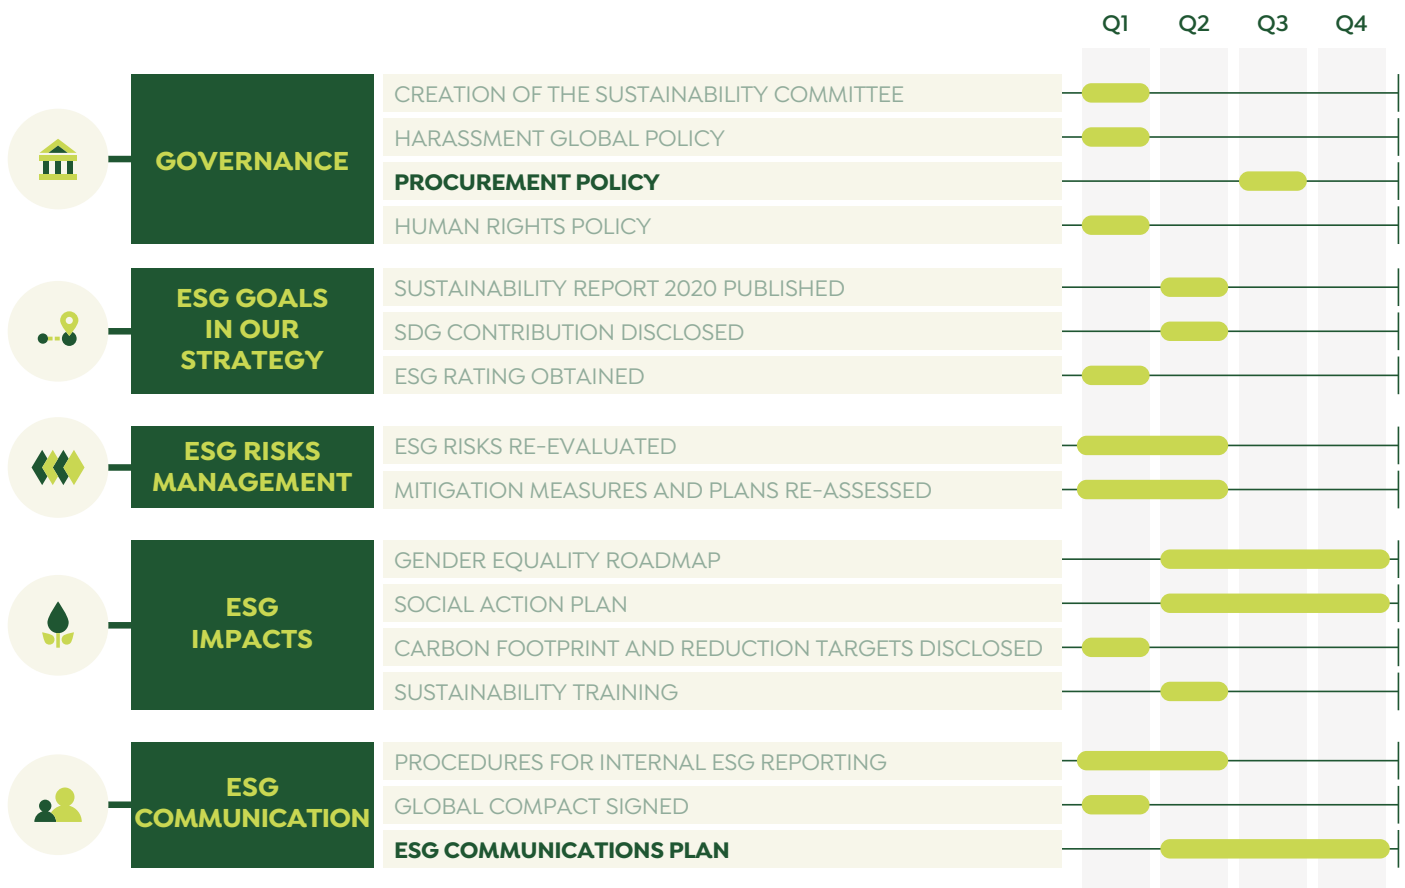 Q1 Q2 Q3 Q4
GOVERNANCE
CREATION OF THE SUSTAINABILITY COMMITTEE
HARASSMENT GLOBAL POLICY
PROCUREMENT POLICY
HUMAN RIGHTS POLICY
ESG GOALS
IN OUR
STRATEGY
SUSTAINABILITY REPORT 2020 PUBLISHED
SDG CONTRIBUTION DISCLOSED
ESG RATING OBTAINED
ESG RISKS
MANAGEMENT
ESG RISKS RE-EVALUATED
MITIGATION MEASURES AND PLANS RE-ASSESSED
ESG
IMPACTS
GENDER EQUALITY ROADMAP
SOCIAL ACTION PLAN
CARBON FOOTPRINT AND REDUCTION TARGETS DISCLOSED
SUSTAINABILITY TRAINING
ESG
COMMUNICATION
PROCEDURES FOR INTERNAL ESG REPORTING
GLOBAL COMPACT SIGNED
ESG COMMUNICATIONS PLAN